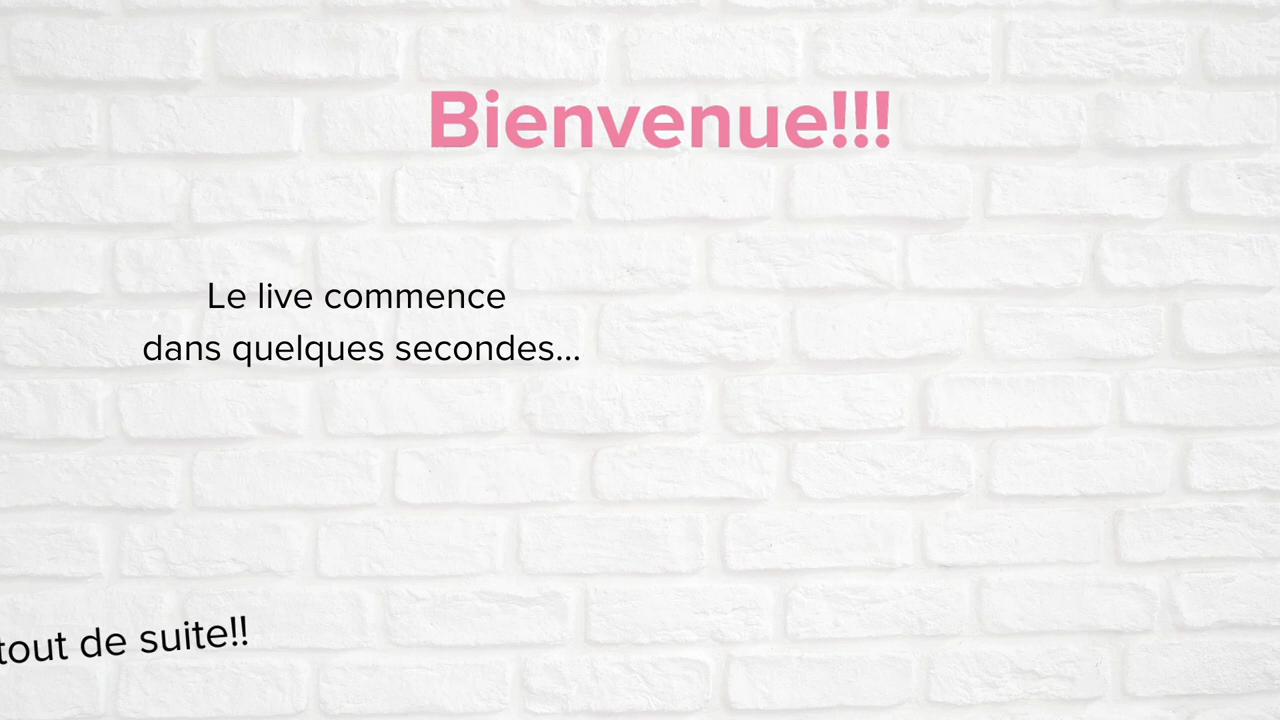 Bienvenue!!!
Le live commence
dans quelques secondes...
tout de suite!!